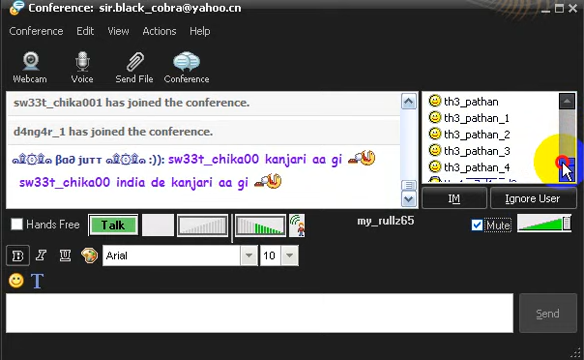 Conference: sir.black_cobra@yahoo.cn
Conference Edit View Actions Help
Webcam Voice Send File Conference
sw33t_chika001 has joined the conference.
d4ng4r_1 has joined the conference.
βα∂ juττ :)): sw33t_chika00 kanjari aa gi
sw33t_chika00 india de kanjari aa gi
th3_pathan
th3_pathan_1
th3_pathan_2
th3_pathan_3
th3_pathan_4
IM Ignore User
Hands Free Talk my_rullz65 Mute
B I U Arial 10
T
Send